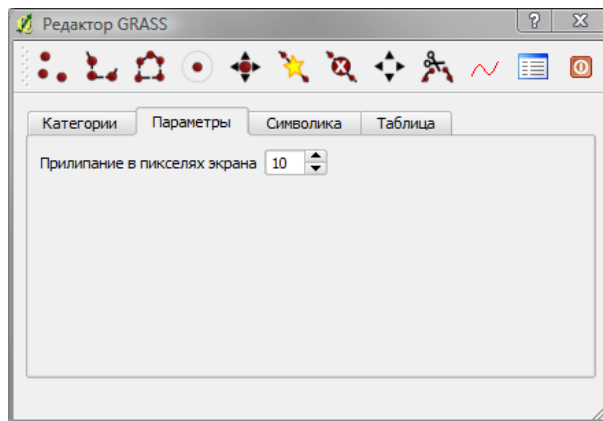 Редактор GRASS
Категории Параметры Символика Таблица
Прилипание в пикселях экрана 10